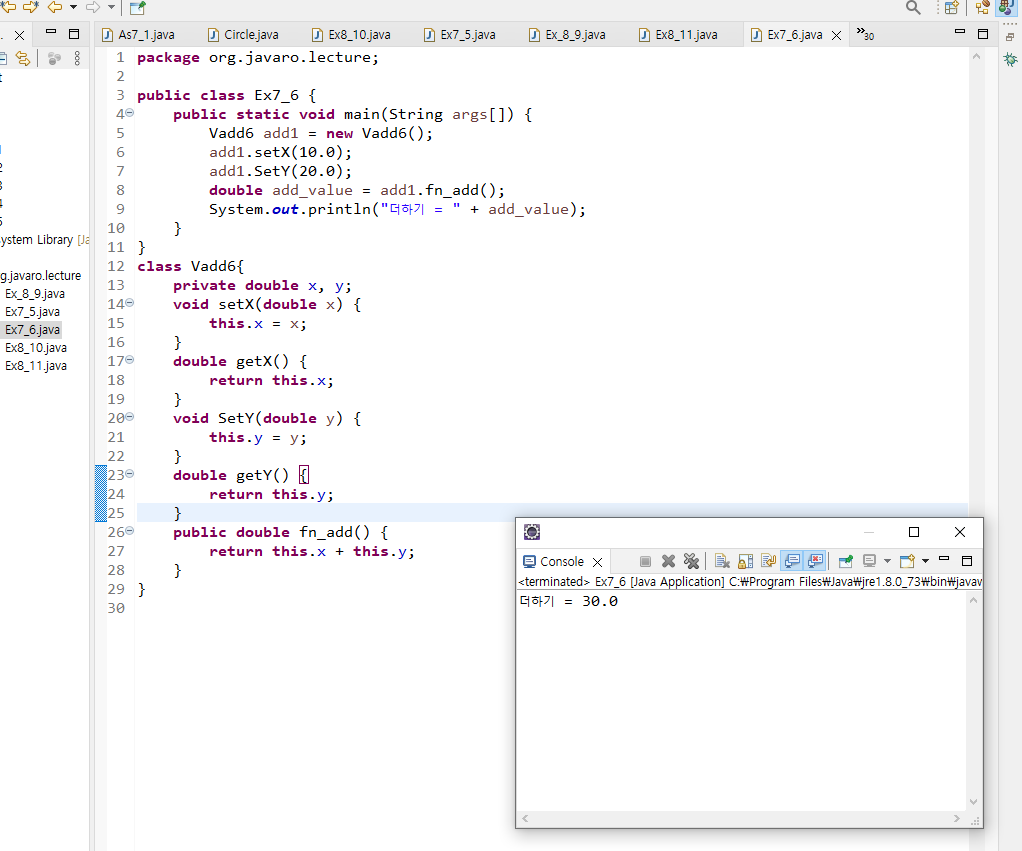 As7_1.java Circle.java Ex8_10.java Ex7_5.java Ex_8_9.java Ex8_11.java Ex7_6.java »30
ystem Library [Ja
g.javaro.lecture
Ex_8_9.java
Ex7_5.java
Ex7_6.java
Ex8_10.java
Ex8_11.java
1 package org.javaro.lecture;
2
3 public class Ex7_6 {
4 public static void main(String args[]) {
5 Vadd6 add1 = new Vadd6();
6 add1.setX(10.0);
7 add1.SetY(20.0);
8 double add_value = add1.fn_add();
9 System.out.println("더하기 = " + add_value);
10 }
11 }
12 class Vadd6{
13 private double x, y;
14 void setX(double x) {
15 this.x = x;
16 }
17 double getX() {
18 return this.x;
19 }
20 void SetY(double y) {
21 this.y = y;
22 }
23 double getY() {
24 return this.y;
25 }
26 public double fn_add() {
27 return this.x + this.y;
28 }
29 }
30
Console
<terminated> Ex7_6 [Java Application] C:₩Program Files₩Java₩jre1.8.0_73₩bin₩javaw
더하기 = 30.0